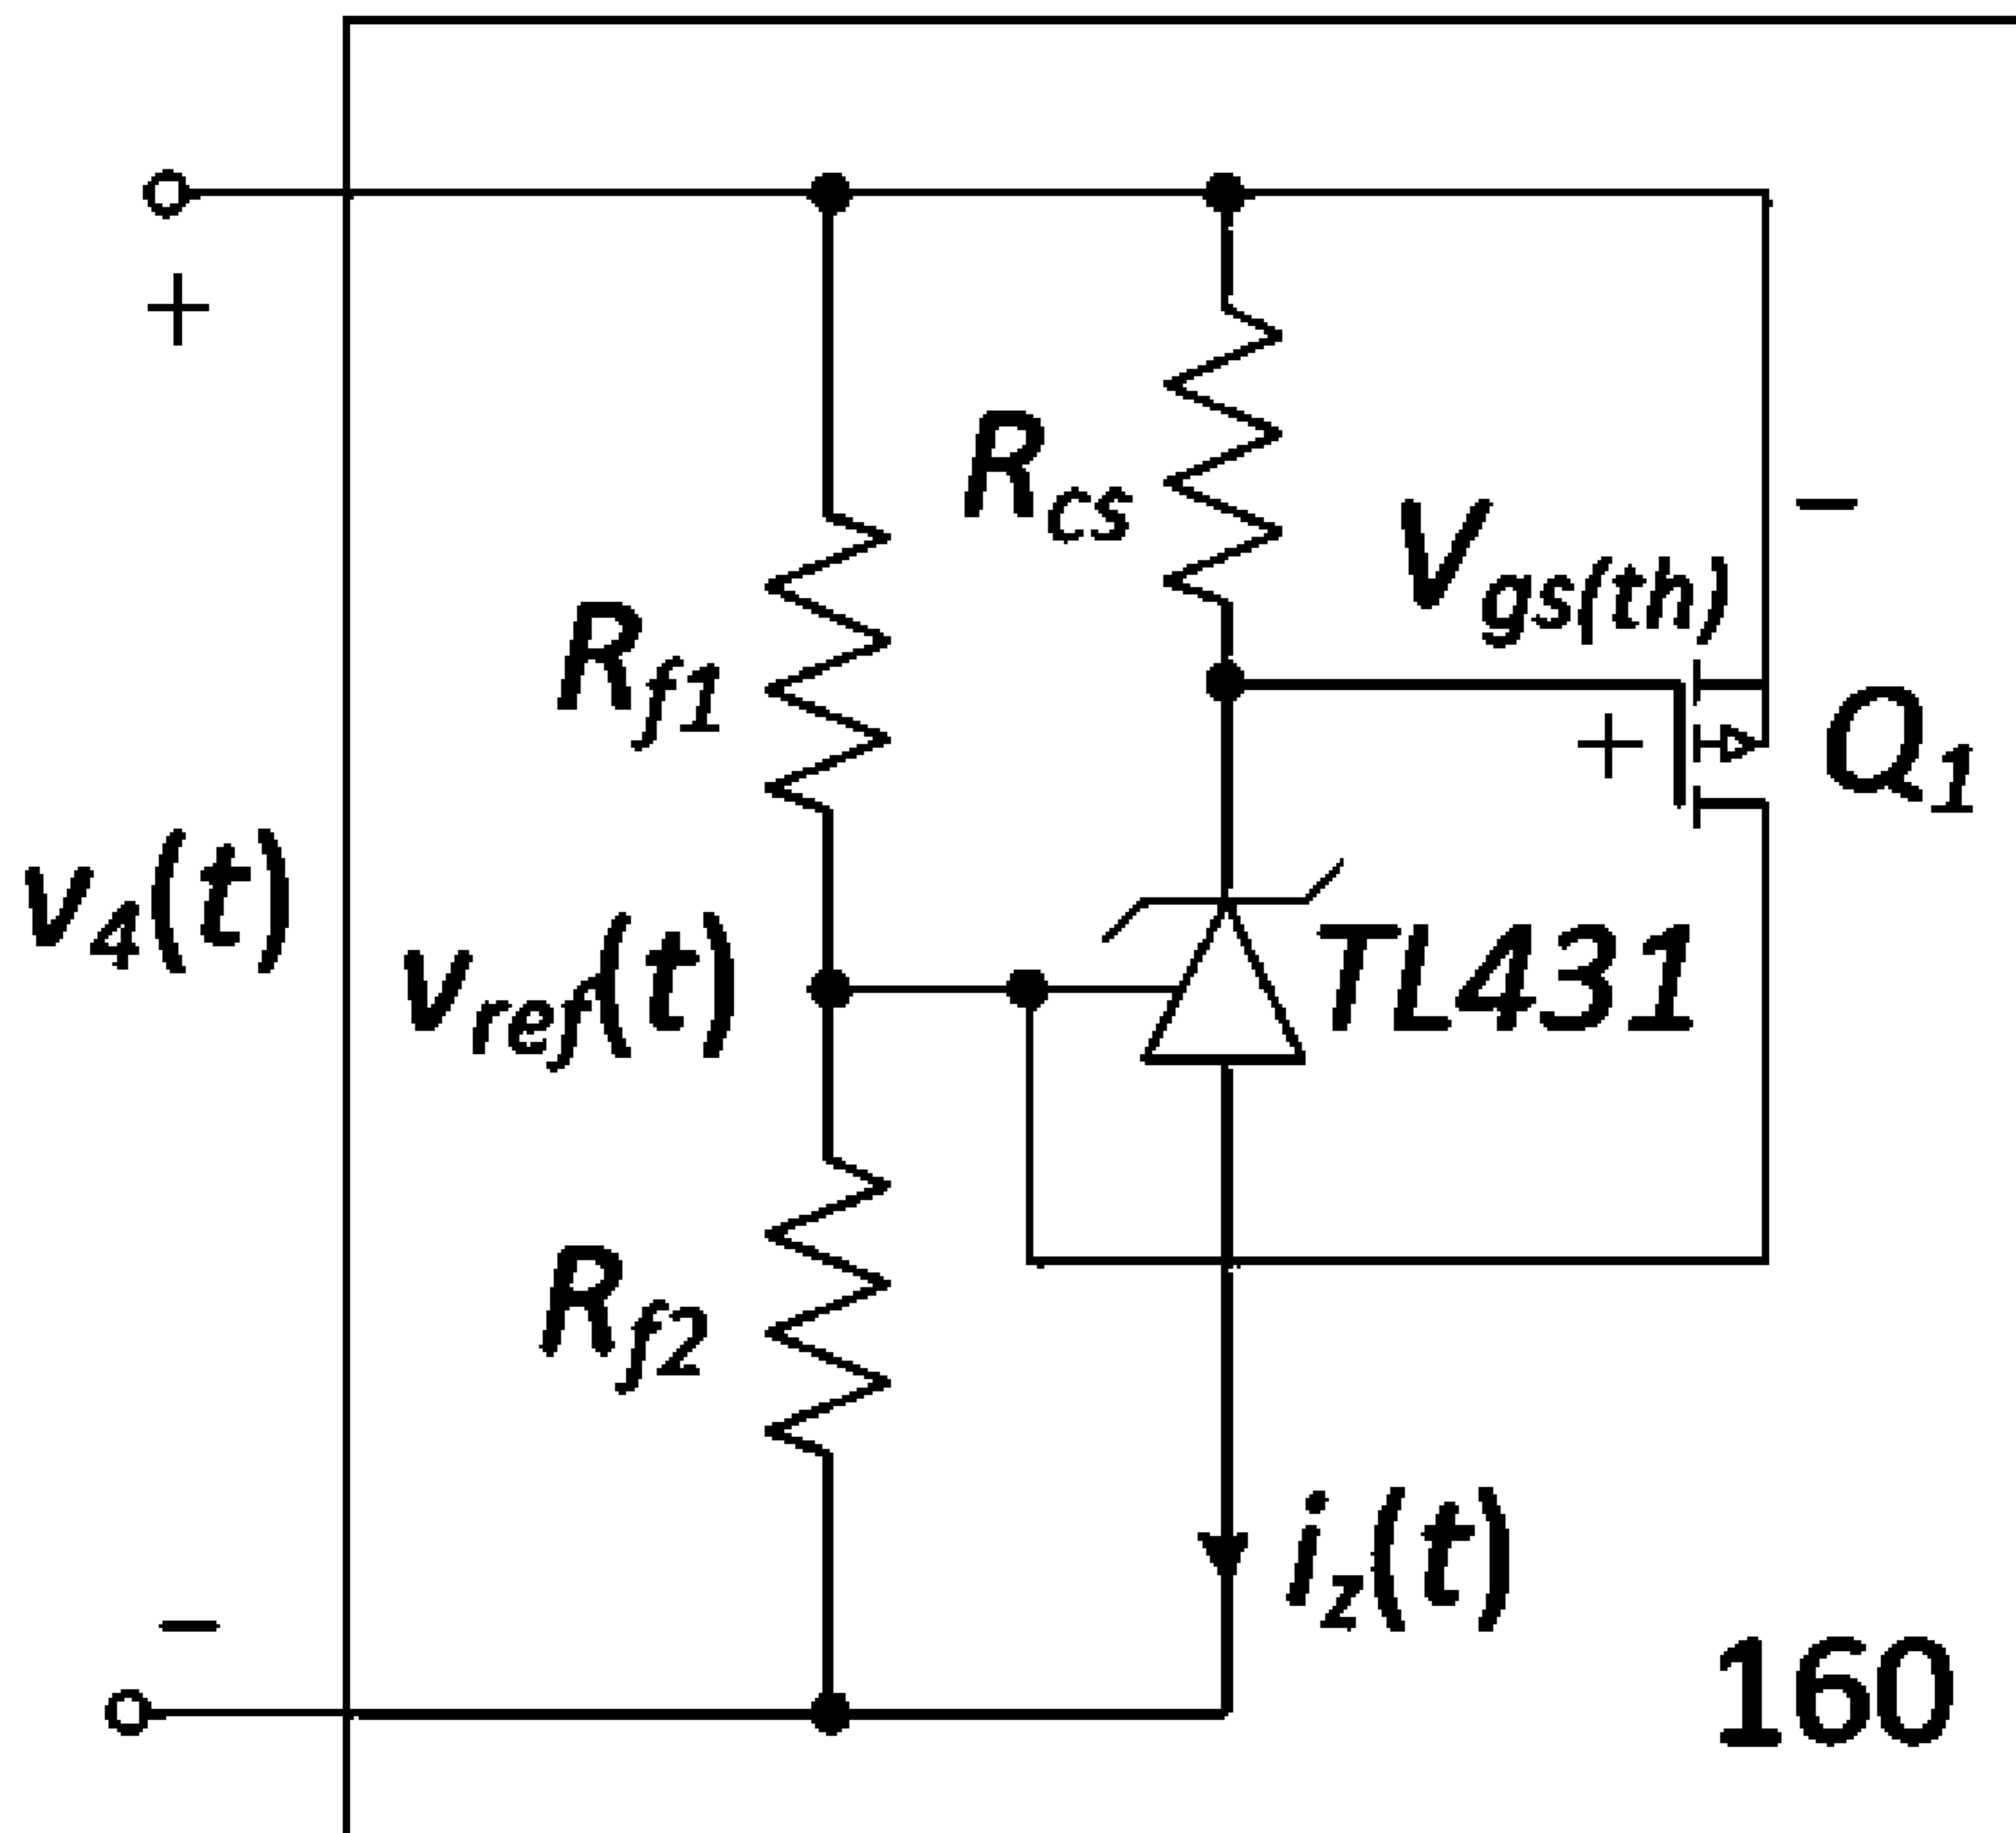 +
R_cs
V_gs(th)
−
R_f1
+
Q_1
v_4(t)
v_ref(t)
TL431
R_f2
i_z(t)
−
160